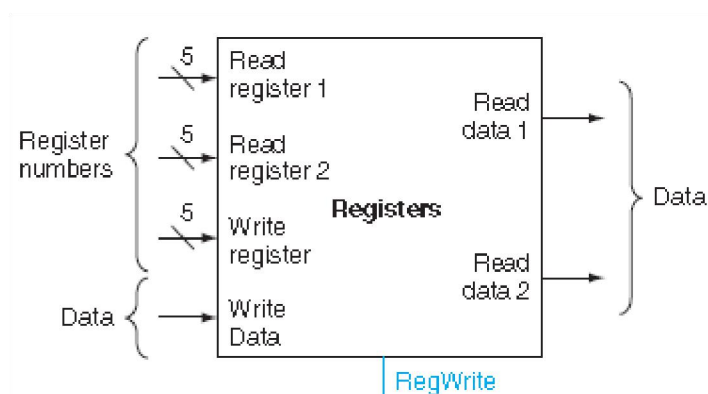 5
Read
register 1
5
Read
register 2
5
Write
register
Write
Data
Register
numbers
Data
Registers
Read
data 1
Read
data 2
Data
RegWrite